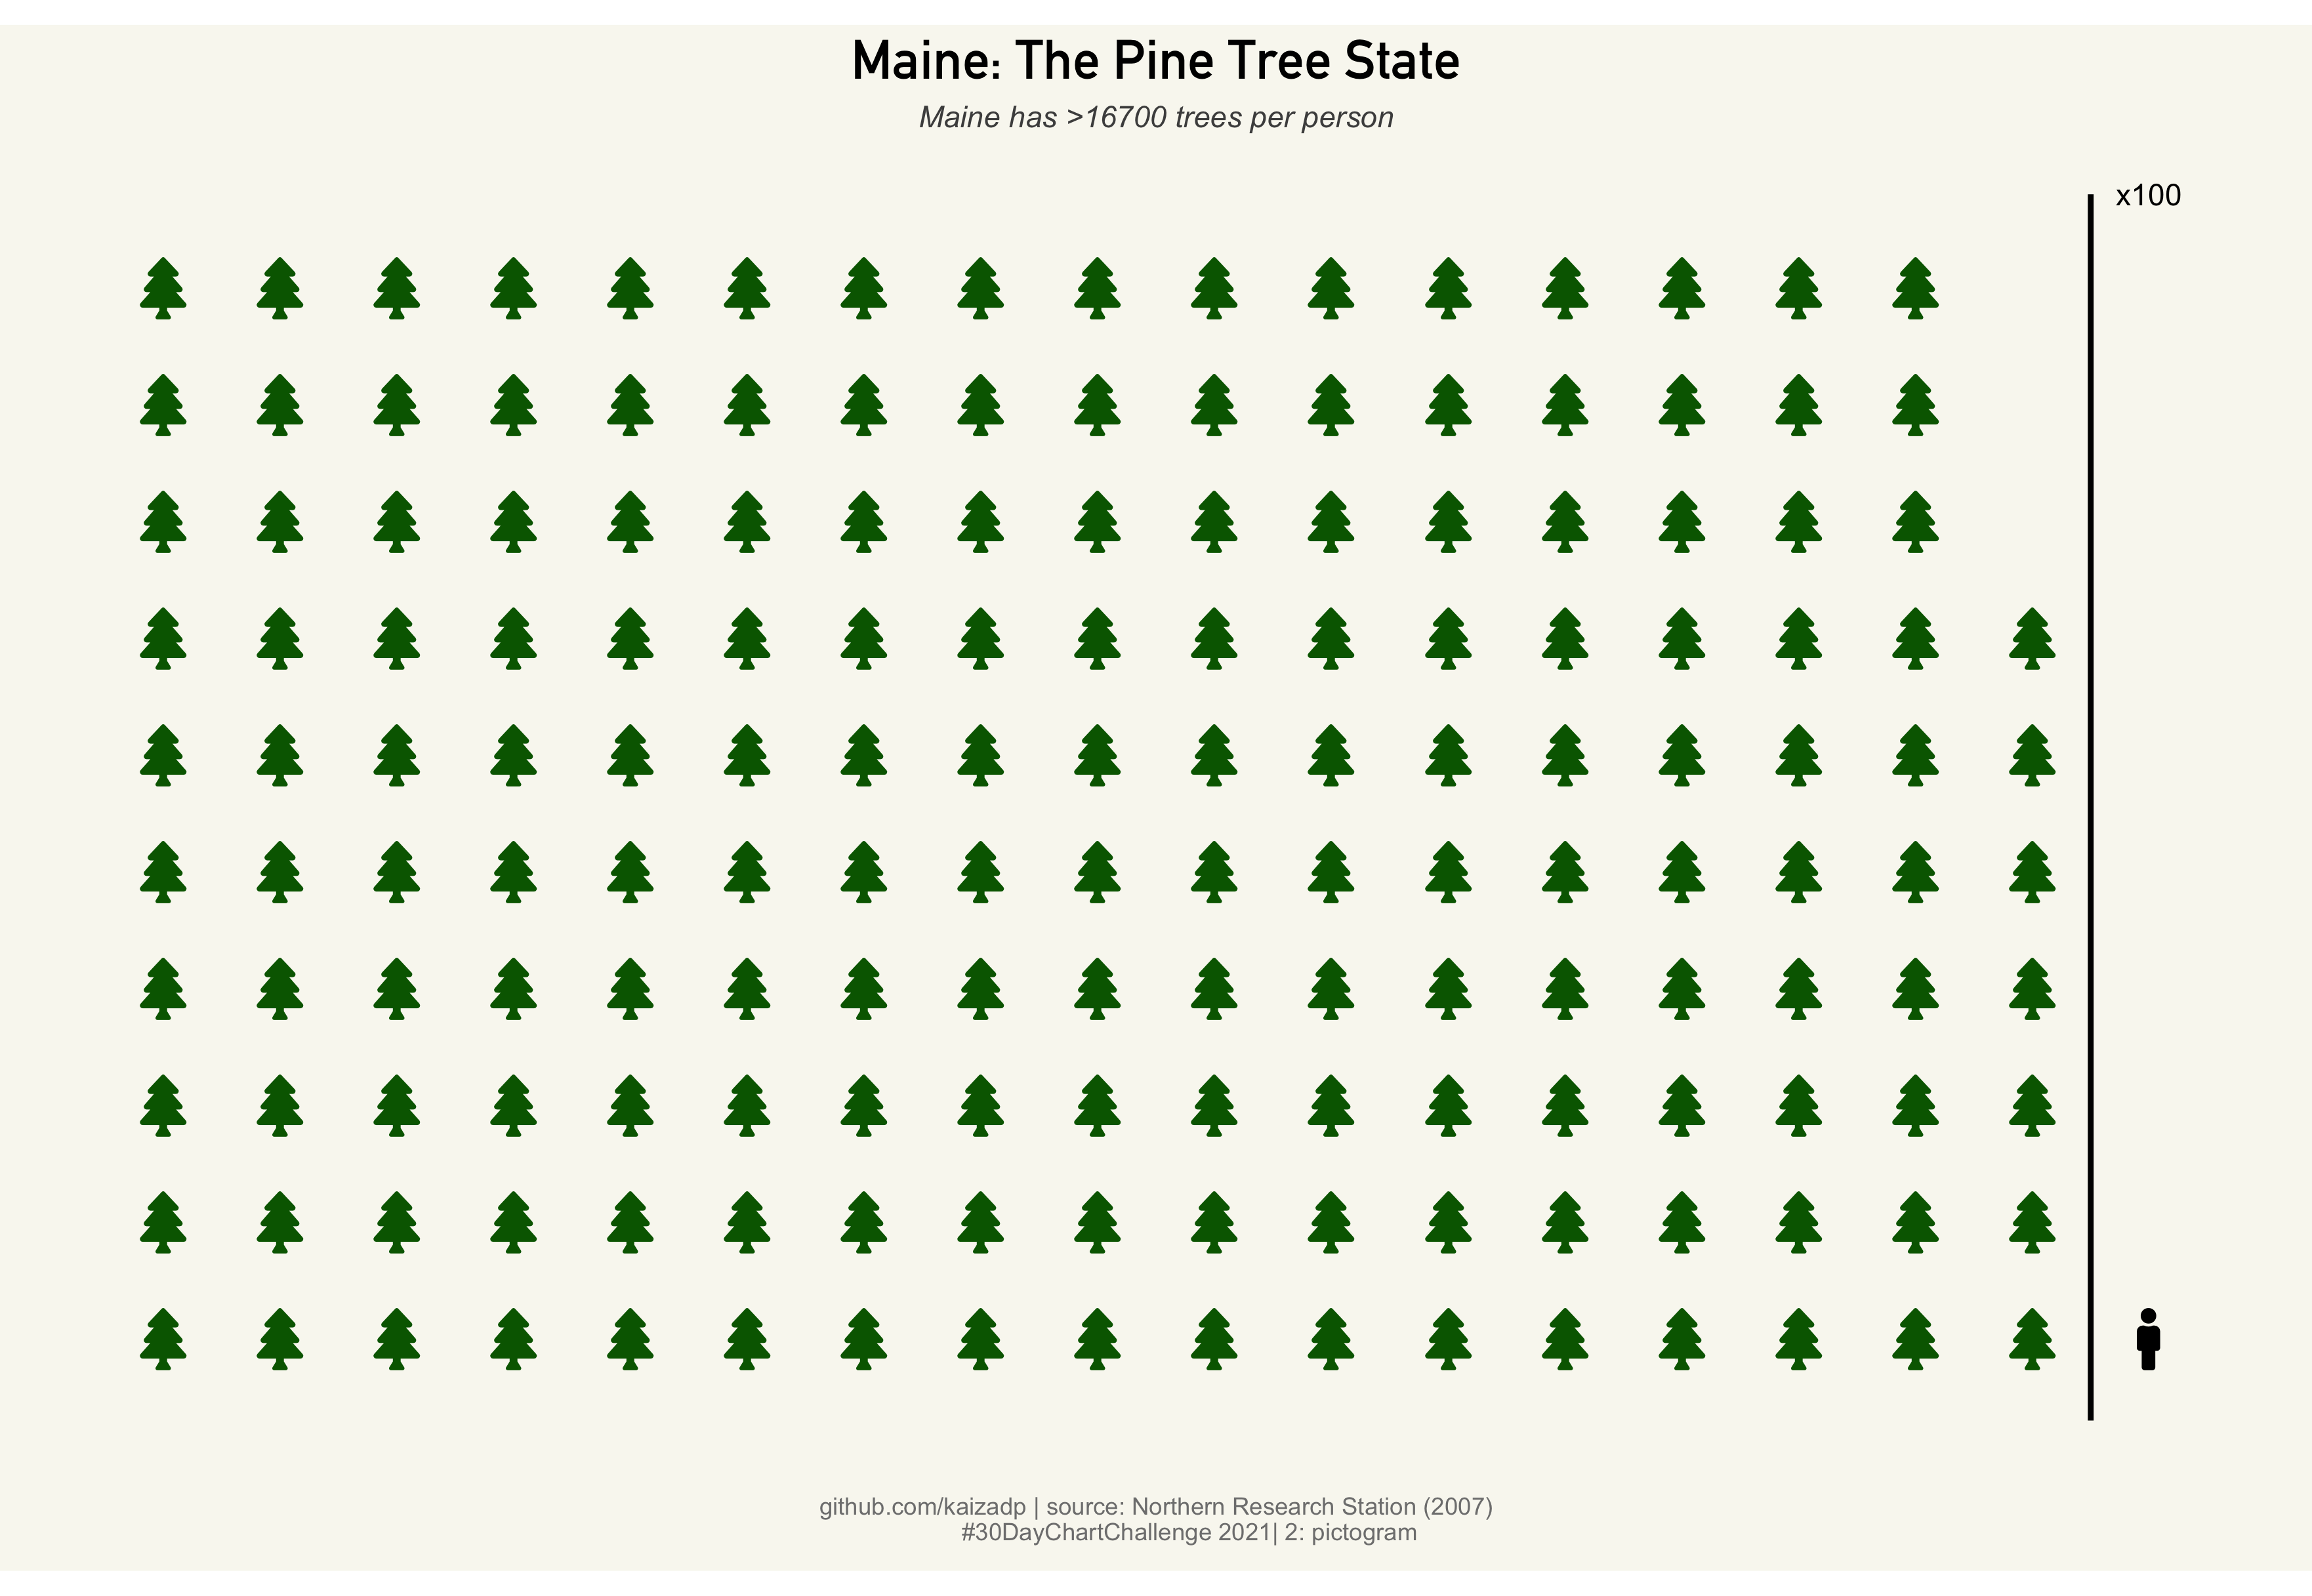 Maine: The Pine Tree State
Maine has >16700 trees per person
x100
github.com/kaizadp | source: Northern Research Station (2007)
#30DayChartChallenge 2021| 2: pictogram